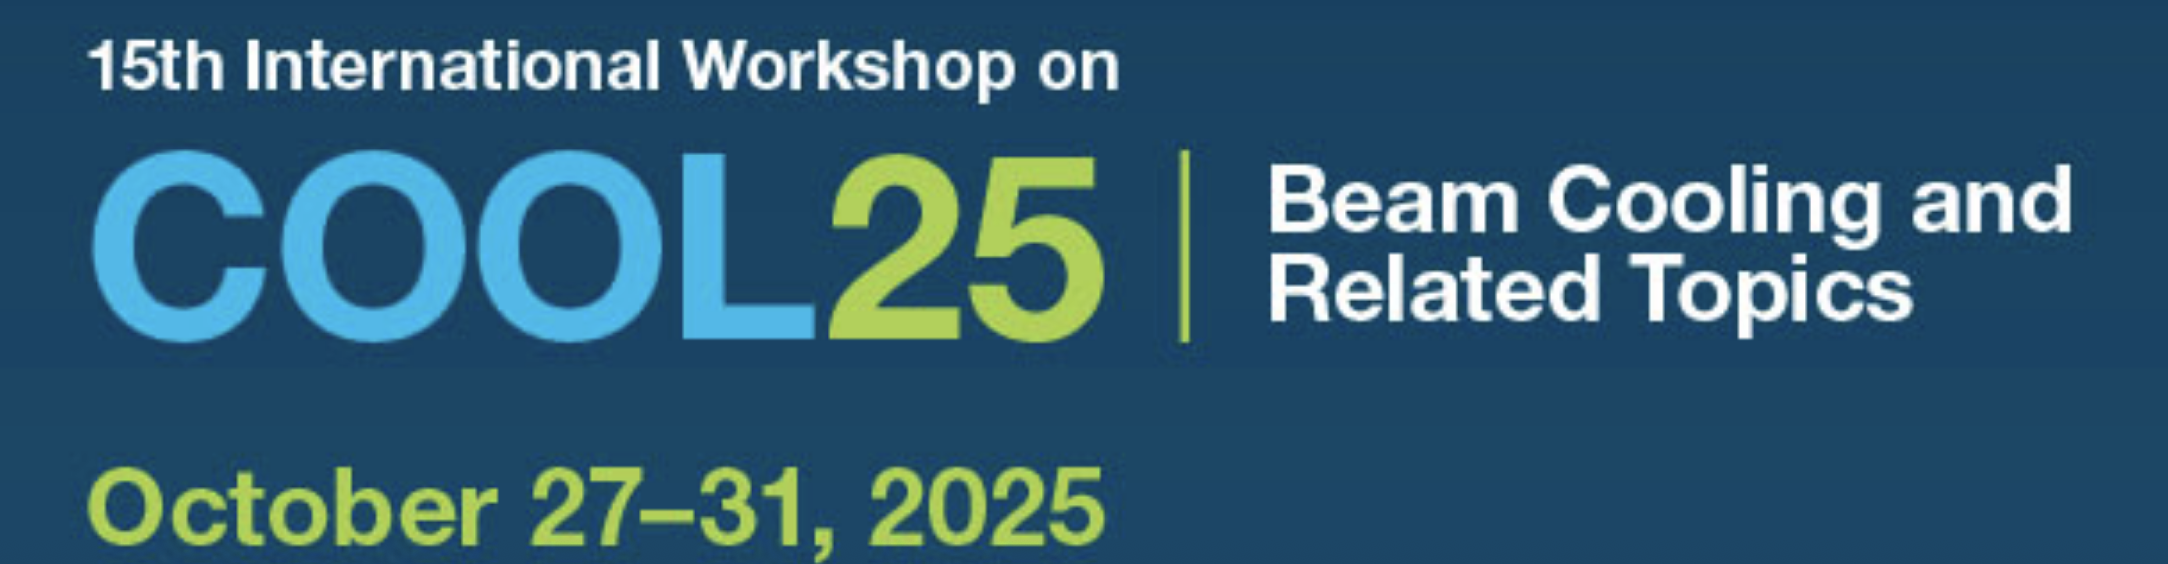 15th International Workshop on
COOL25
Beam Cooling and
Related Topics
October 27–31, 2025